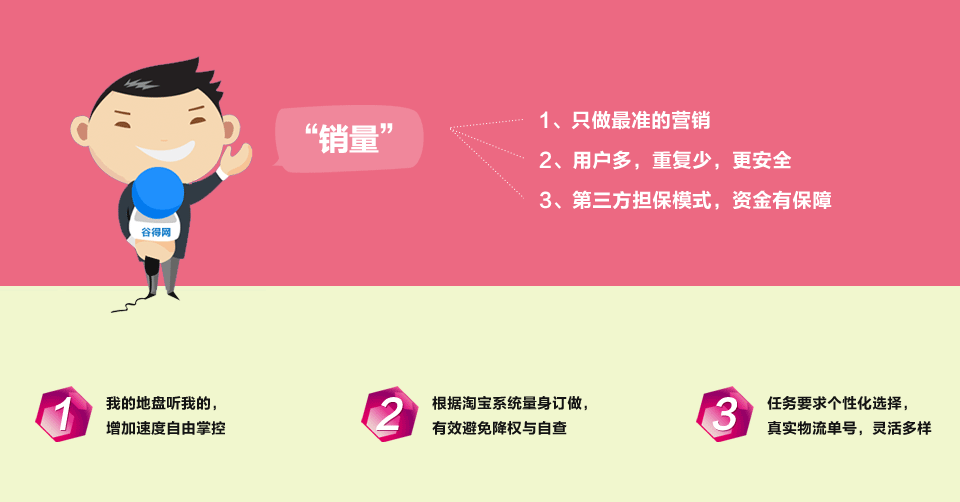 “销量”
1、只做最准的营销
2、用户多，重复少，更安全
3、第三方担保模式，资金有保障
谷得网
1
我的地盘听我的，
增加速度自由掌控
2
根据淘宝系统量身订做，
有效避免降权与自查
3
任务要求个性化选择，
真实物流单号，灵活多样